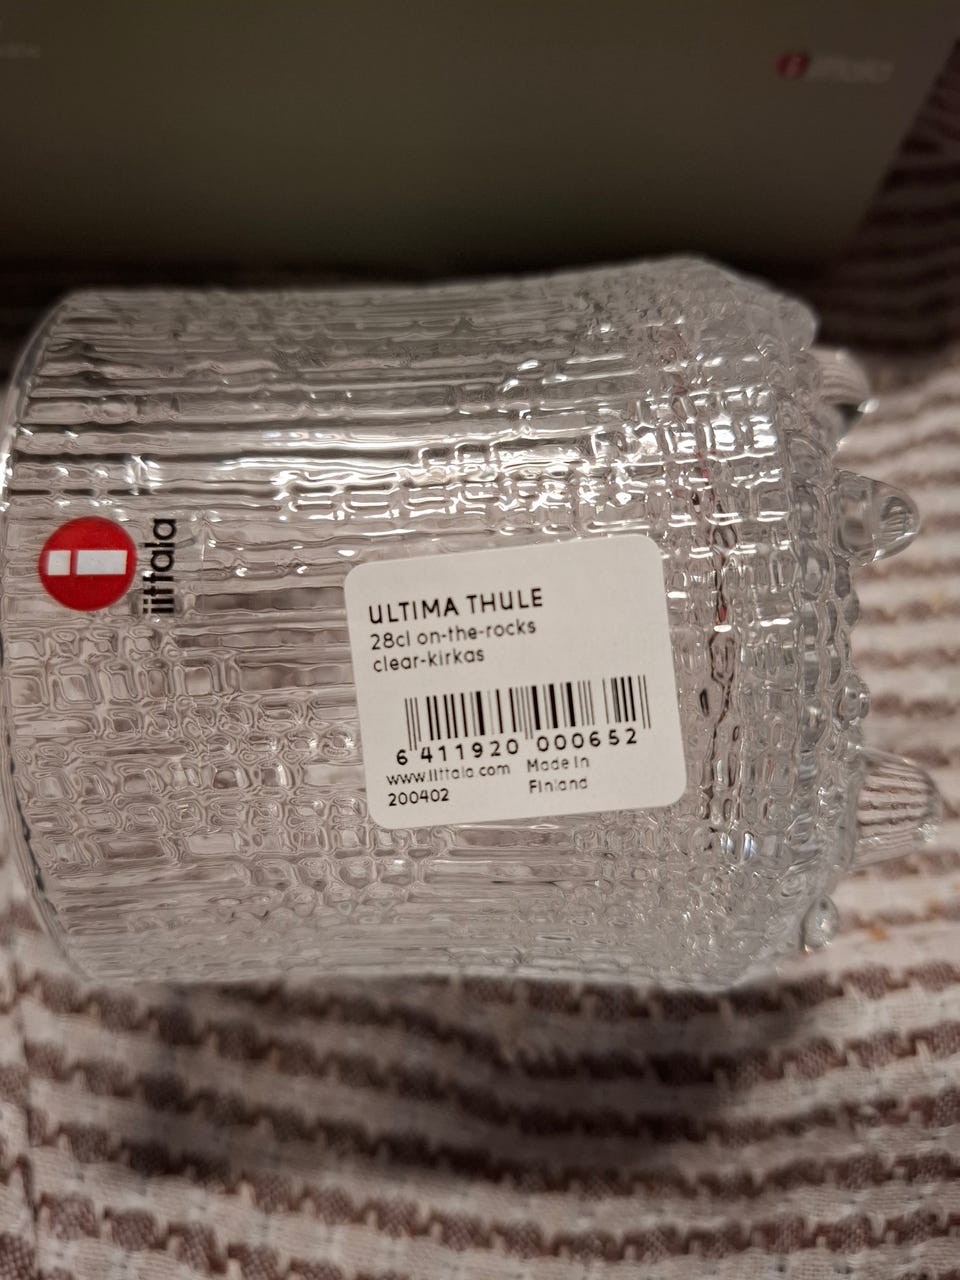 iittala
ULTIMA THULE
28cl on-the-rocks
clear-kirkas
6 411920 000652
www.iittala.com Made in
200402 Finland